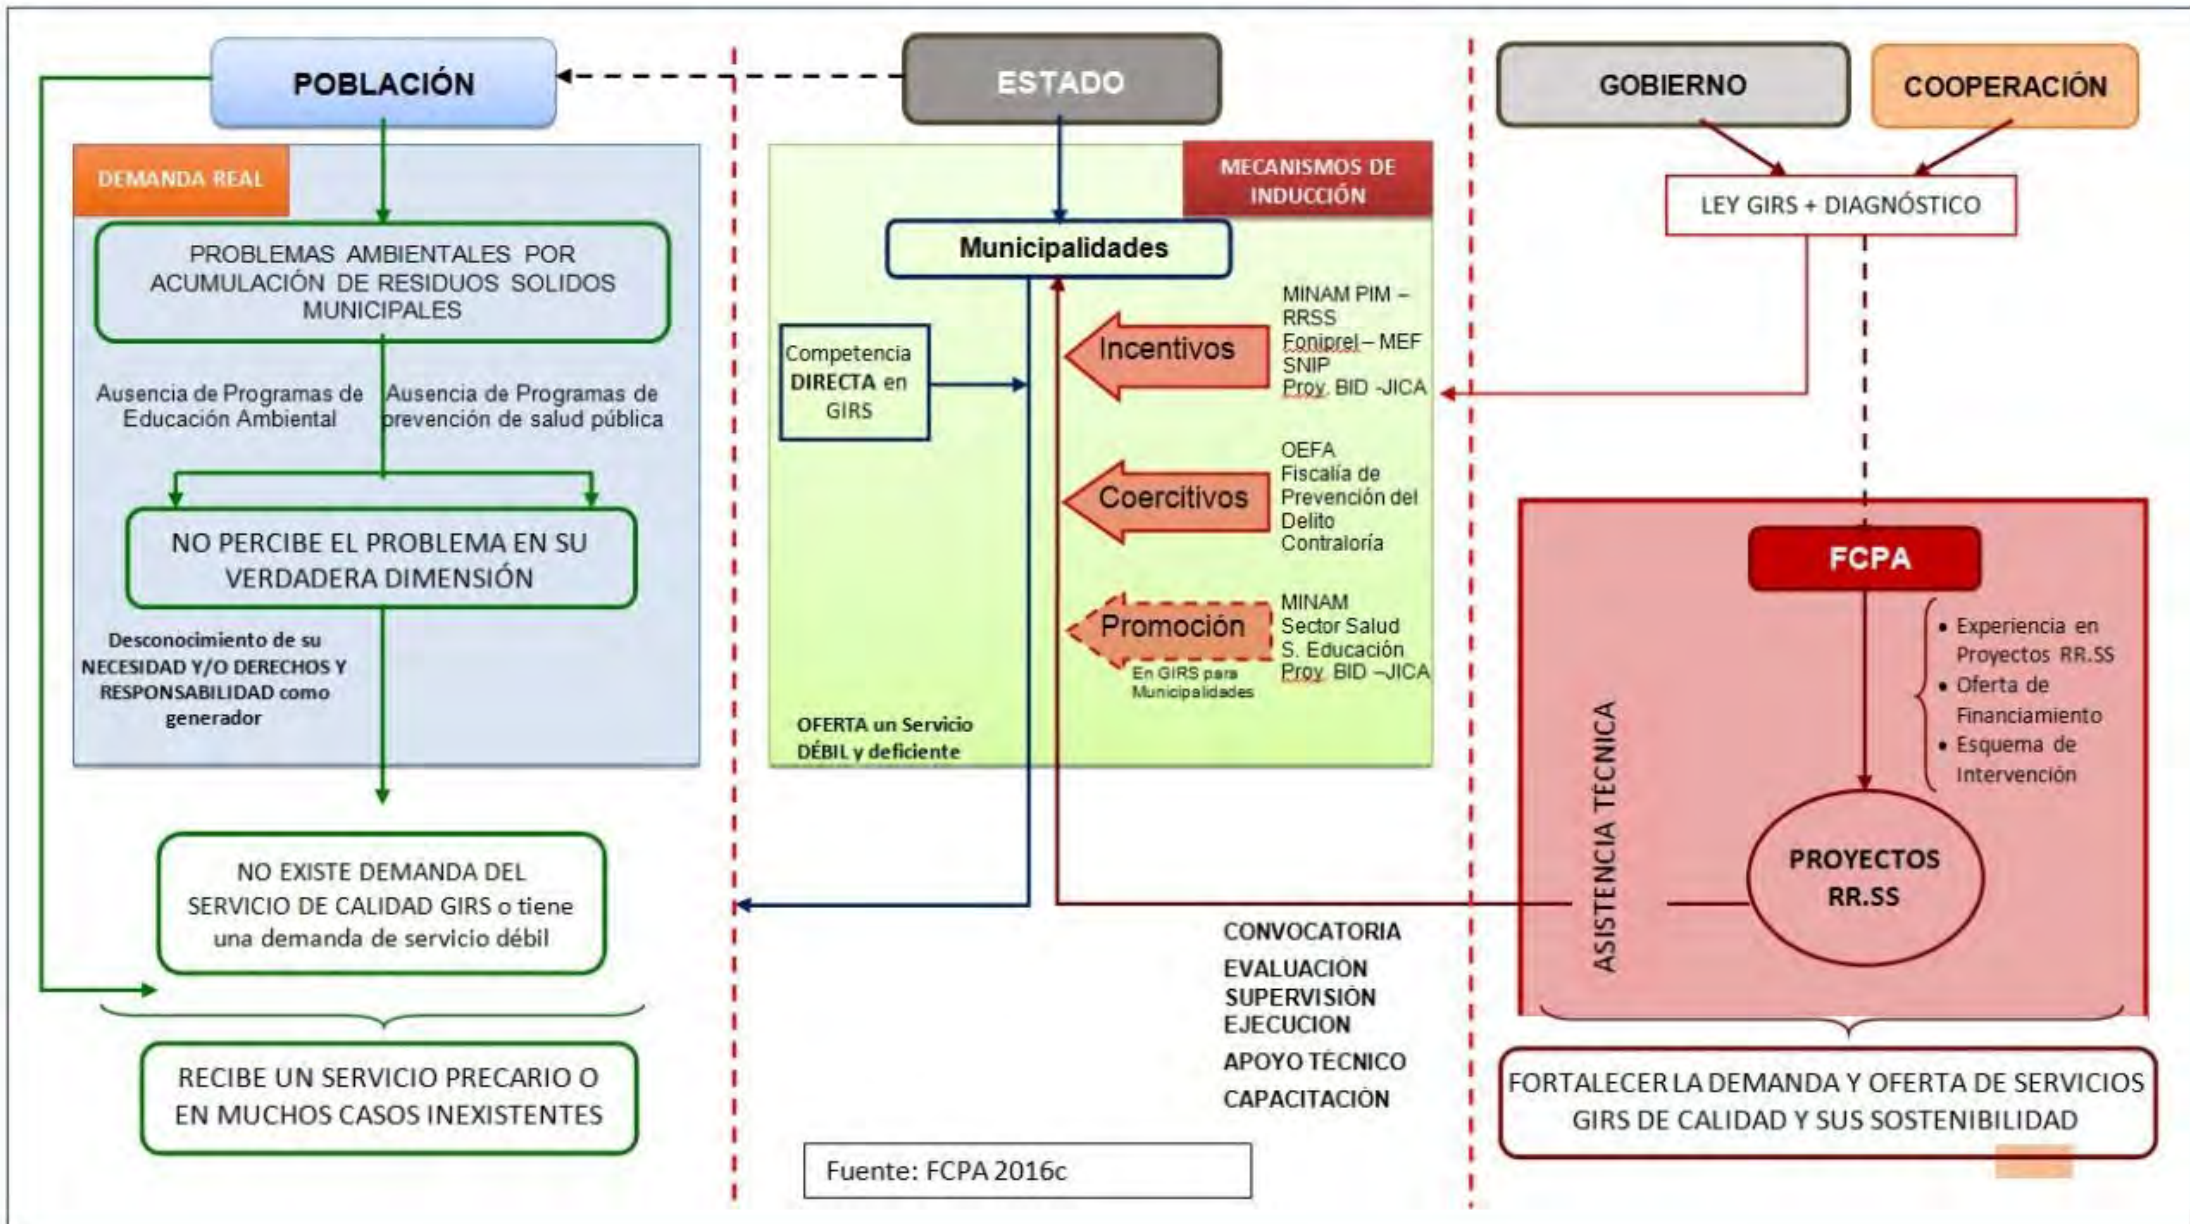 POBLACIÓN
DEMANDA REAL
PROBLEMAS AMBIENTALES POR
ACUMULACIÓN DE RESIDUOS SOLIDOS
MUNICIPALES
Ausencia de Programas de
Educación Ambiental
Ausencia de Programas de
prevención de salud pública
NO PERCIBE EL PROBLEMA EN SU
VERDADERA DIMENSIÓN
Desconocimiento de su
NECESIDAD Y/O DERECHOS Y
RESPONSABILIDAD como
generador
NO EXISTE DEMANDA DEL
SERVICIO DE CALIDAD GIRS o tiene
una demanda de servicio débil
RECIBE UN SERVICIO PRECARIO O
EN MUCHOS CASOS INEXISTENTES
ESTADO
MECANISMOS DE
INDUCCIÓN
Municipalidades
Competencia
DIRECTA en
GIRS
Incentivos
MINAM PIM –
RRSS
Foniprel – MEF
SNIP
Proy. BID -JICA
Coercitivos
OEFA
Fiscalía de
Prevención del
Delito
Contraloría
Promoción
En GIRS para
Municipalidades
MINAM
Sector Salud
S. Educación
Proy. BID –JICA
OFERTA un Servicio
DÉBIL y deficiente
CONVOCATORIA
EVALUACIÓN
SUPERVISIÓN
EJECUCION
APOYO TÉCNICO
CAPACITACIÓN
Fuente: FCPA 2016c
GOBIERNO
COOPERACIÓN
LEY GIRS + DIAGNÓSTICO
FCPA
• Experiencia en
Proyectos RR.SS
• Oferta de
Financiamiento
• Esquema de
Intervención
ASISTENCIA TÉCNICA
PROYECTOS
RR.SS
FORTALECER LA DEMANDA Y OFERTA DE SERVICIOS
GIRS DE CALIDAD Y SUS SOSTENIBILIDAD